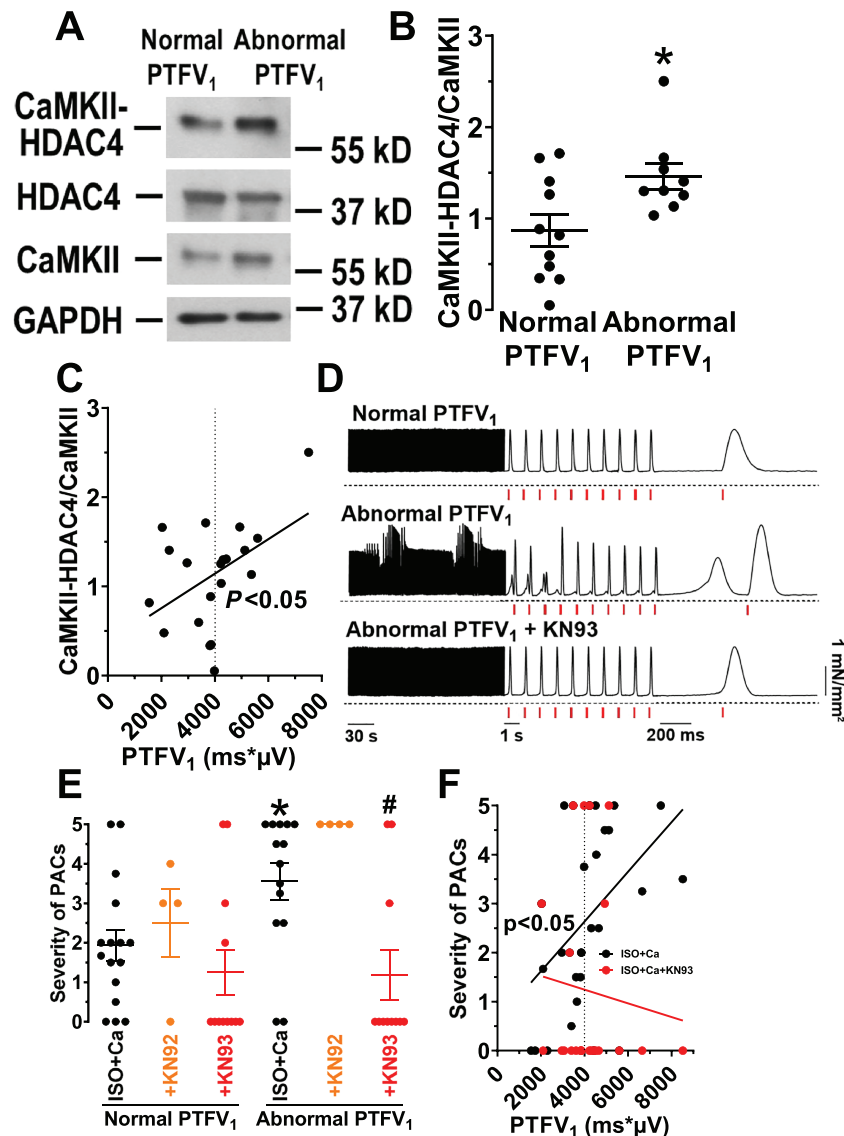 A
Normal Abnormal
PTFV1 PTFV1
CaMKII-
HDAC4
55 kD
HDAC4
37 kD
CaMKII
55 kD
GAPDH
37 kD
B
CaMKII-HDAC4/CaMKII
3
2
1
0
*
Normal Abnormal
PTFV1 PTFV1
C
CaMKII-HDAC4/CaMKII
3
2
1
0
P<0.05
0 2000 4000 6000 8000
PTFV1 (ms*µV)
D
Normal PTFV1
Abnormal PTFV1
Abnormal PTFV1 + KN93
1 mN/mm²
30 s 1 s 200 ms
E
Severity of PACs
5
4
3
2
1
0
* #
ISO+Ca +KN92 +KN93 ISO+Ca +KN92 +KN93
Normal PTFV1 Abnormal PTFV1
F
Severity of PACs
5
4
3
2
1
0
p<0.05
ISO+Ca
ISO+Ca+KN93
0 2000 4000 6000 8000
PTFV1 (ms*µV)